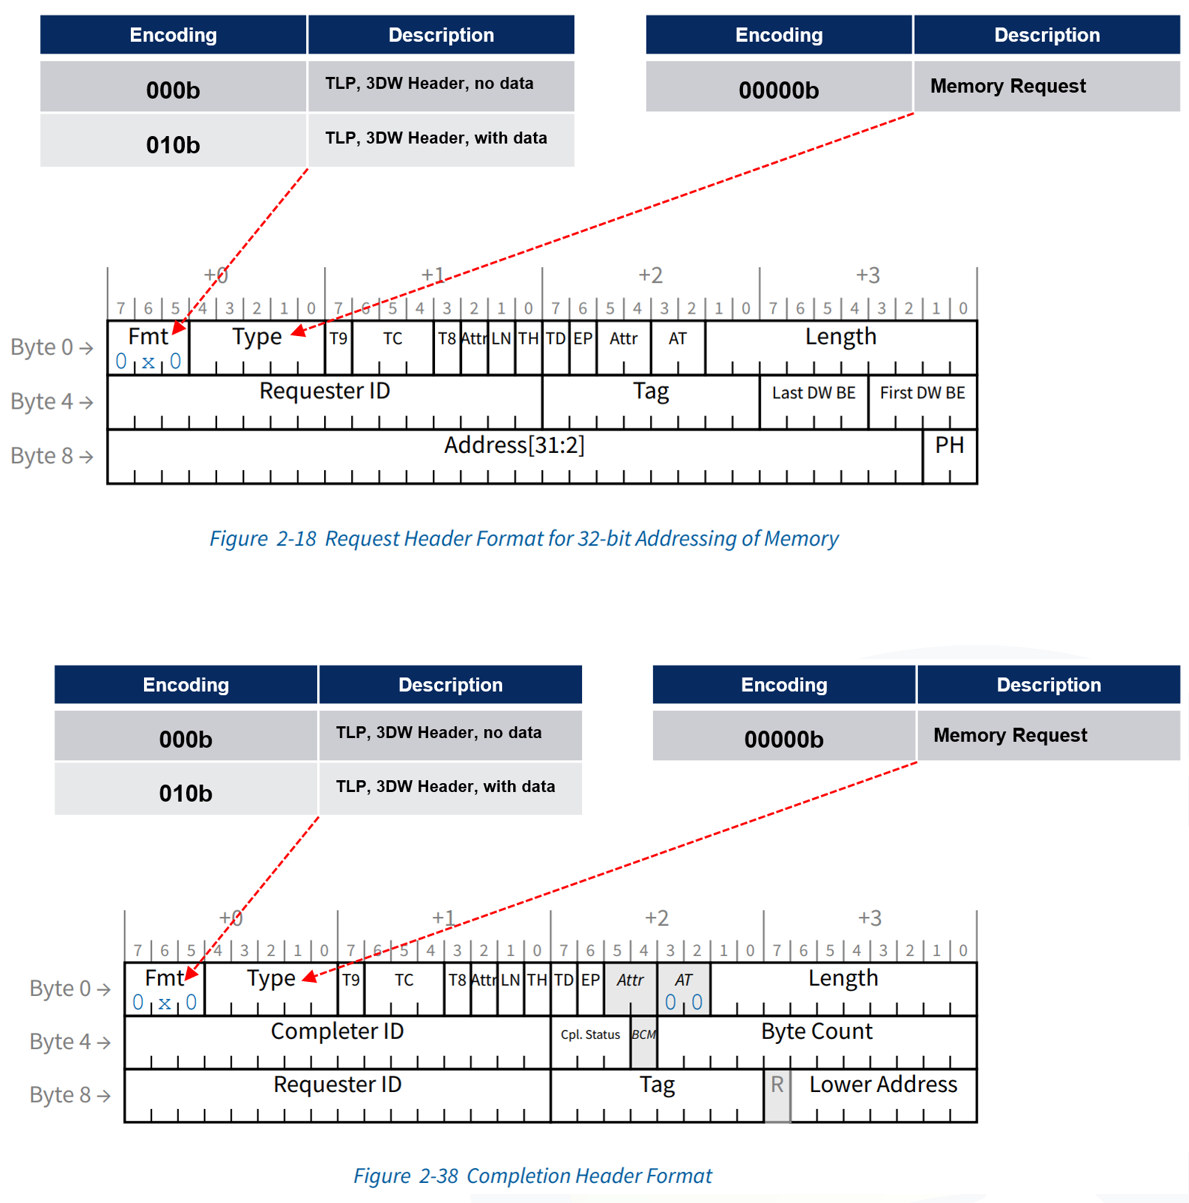 Encoding Description Encoding Description
000b TLP, 3DW Header, no data 00000b Memory Request
010b TLP, 3DW Header, with data
+0 +1 +2 +3
7 6 5 4 3 2 1 0 7 6 5 4 3 2 1 0 7 6 5 4 3 2 1 0 7 6 5 4 3 2 1 0
Byte 0 → Fmt Type T9 TC T8 Attr LN TH TD EP Attr AT Length
0 x 0
Byte 4 → Requester ID Tag Last DW BE First DW BE
Byte 8 → Address[31:2] PH
Figure 2-18 Request Header Format for 32-bit Addressing of Memory
Encoding Description Encoding Description
000b TLP, 3DW Header, no data 00000b Memory Request
010b TLP, 3DW Header, with data
+0 +1 +2 +3
7 6 5 4 3 2 1 0 7 6 5 4 3 2 1 0 7 6 5 4 3 2 1 0 7 6 5 4 3 2 1 0
Byte 0 → Fmt Type T9 TC T8 Attr LN TH TD EP Attr AT Length
0 x 0 0 0
Byte 4 → Completer ID Cpl. Status BCM Byte Count
Byte 8 → Requester ID Tag R Lower Address
Figure 2-38 Completion Header Format